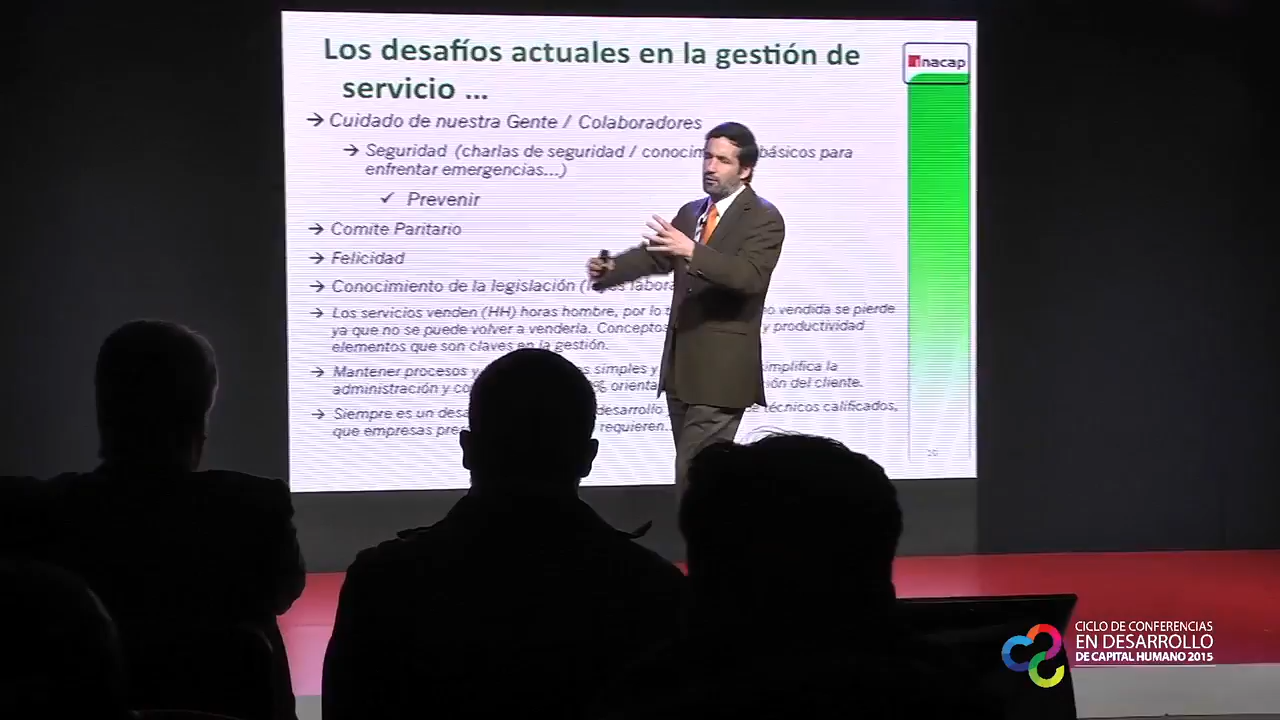 Los desafíos actuales en la gestión de
servicio ...
inacap
→ Cuidado de nuestra Gente / Colaboradores
→ Seguridad (charlas de seguridad / básicos para
enfrentar emergencias...)
✓ Prevenir
→ Comite Paritario
→ Felicidad
→ Conocimiento de la legislación
→ Los servicios venden (HH) horas hombre, por lo vendida se pierde
ya que no se puede volver a venderla. y productividad
elementos que son claves en la gestión.
→ Mantener procesos y simples y simplifica la
administración y del cliente.
→ Siempre es un desarrollo técnicos calificados,
que empresas requieren..
CICLO DE CONFERENCIAS
EN DESARROLLO
DE CAPITAL HUMANO 2015